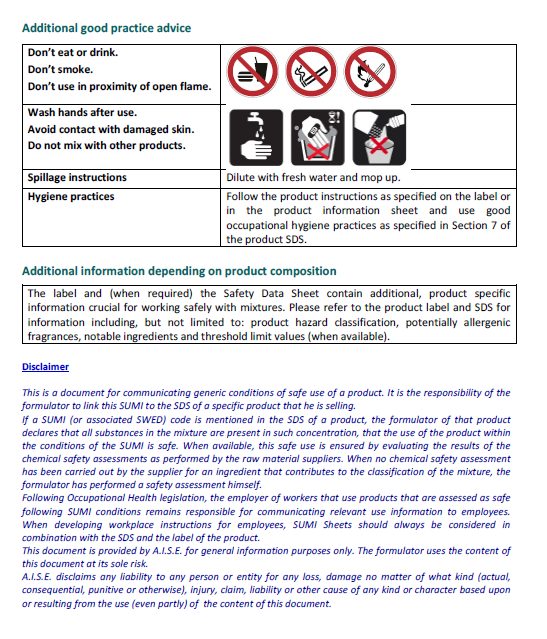 Additional good practice advice
Don't eat or drink.
Don't smoke.
Don't use in proximity of open flame.
Wash hands after use.
Avoid contact with damaged skin.
Do not mix with other products.
Spillage instructions
Dilute with fresh water and mop up.
Hygiene practices
Follow the product instructions as specified on the label or
in the product information sheet and use good
occupational hygiene practices as specified in Section 7 of
the product SDS.
Additional information depending on product composition
The label and (when required) the Safety Data Sheet contain additional, product specific
information crucial for working safely with mixtures. Please refer to the product label and SDS for
information including, but not limited to: product hazard classification, potentially allergenic
fragrances, notable ingredients and threshold limit values (when available).
Disclaimer
This is a document for communicating generic conditions of safe use of a product. It is the responsibility of the
formulator to link this SUMI to the SDS of a specific product that he is selling.
If a SUMI (or associated SWED) code is mentioned in the SDS of a product, the formulator of that product
declares that all substances in the mixture are present in such concentration, that the use of the product within
the conditions of the SUMI is safe. When available, this safe use is ensured by evaluating the results of the
chemical safety assessments as performed by the raw material suppliers. When no chemical safety assessment
has been carried out by the supplier for an ingredient that contributes to the classification of the mixture, the
formulator has performed a safety assessment himself.
Following Occupational Health legislation, the employer of workers that use products that are assessed as safe
following SUMI conditions remains responsible for communicating relevant use information to employees.
When developing workplace instructions for employees, SUMI Sheets should always be considered in
combination with the SDS and the label of the product.
This document is provided by A.I.S.E. for general information purposes only. The formulator uses the content of
this document at its sole risk.
A.I.S.E. disclaims any liability to any person or entity for any loss, damage no matter of what kind (actual,
consequential, punitive or otherwise), injury, claim, liability or other cause of any kind or character based upon
or resulting from the use (even partly) of the content of this document.